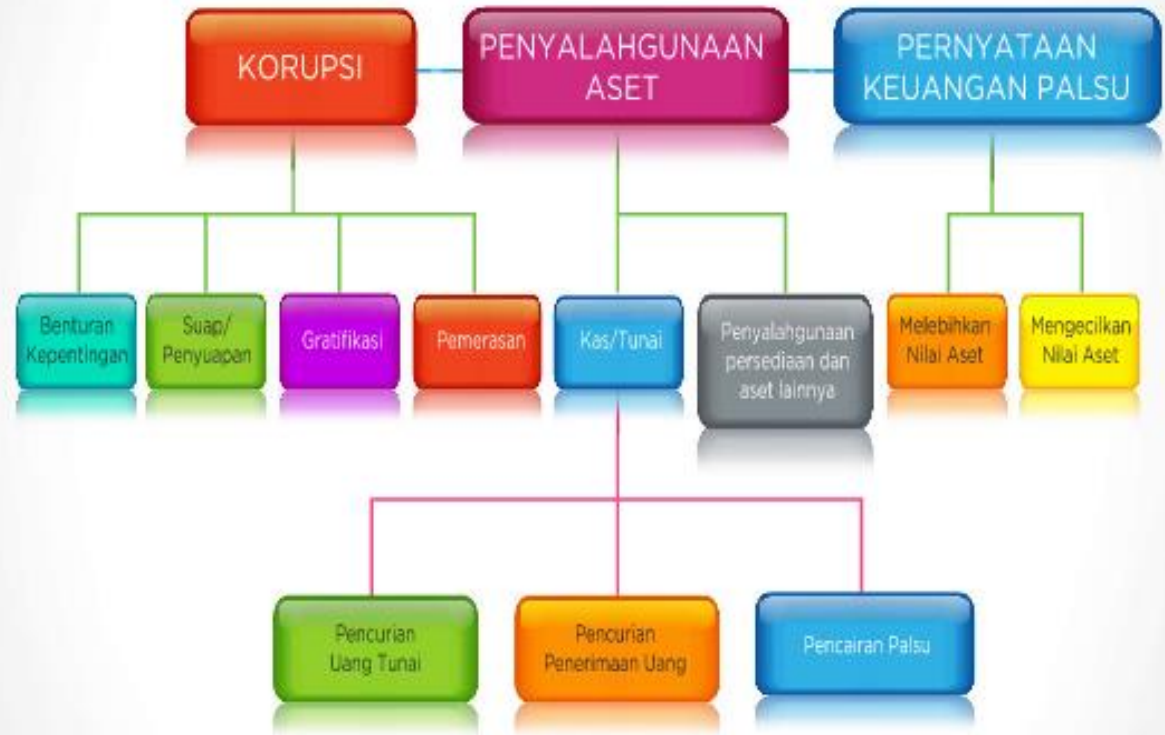 KORUPSI
PENYALAHGUNAAN
ASET
PERNYATAAN
KEUANGAN PALSU
Benturan
Kepentingan
Suap/
Penyuapan
Gratifikasi
Pemerasan
Kas/Tunai
Penyalahgunaan
persediaan dan
aset lainnya
Melebihkan
Nilai Aset
Mengecilkan
Nilai Aset
Pencurian
Uang Tunai
Pencurian
Penerimaan Uang
Pencairan Palsu